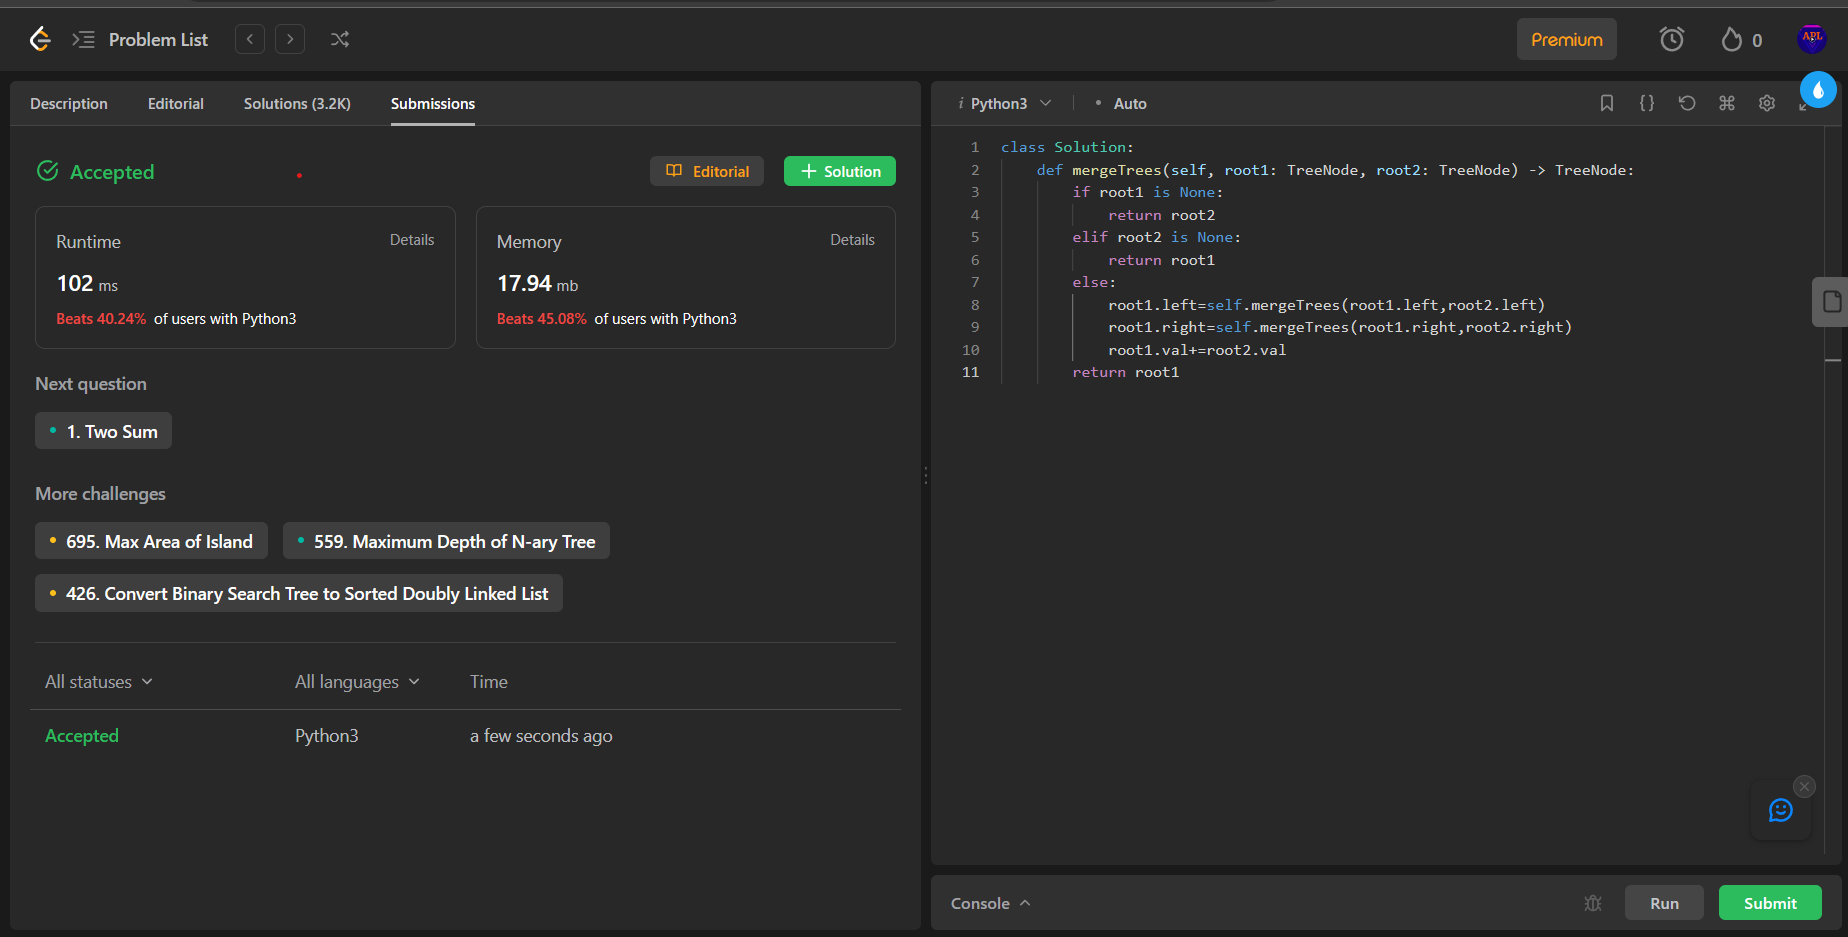 Problem List
Premium
0
Description Editorial Solutions (3.2K) Submissions
Accepted
Editorial
Solution
Runtime Details
102 ms
Beats 40.24% of users with Python3
Memory Details
17.94 mb
Beats 45.08% of users with Python3
Next question
1. Two Sum
More challenges
695. Max Area of Island
559. Maximum Depth of N-ary Tree
426. Convert Binary Search Tree to Sorted Doubly Linked List
All statuses All languages Time
Accepted Python3 a few seconds ago
i Python3 • Auto
1 class Solution:
2     def mergeTrees(self, root1: TreeNode, root2: TreeNode) -> TreeNode:
3         if root1 is None:
4             return root2
5         elif root2 is None:
6             return root1
7         else:
8             root1.left=self.mergeTrees(root1.left,root2.left)
9             root1.right=self.mergeTrees(root1.right,root2.right)
10             root1.val+=root2.val
11         return root1
Console
Run
Submit